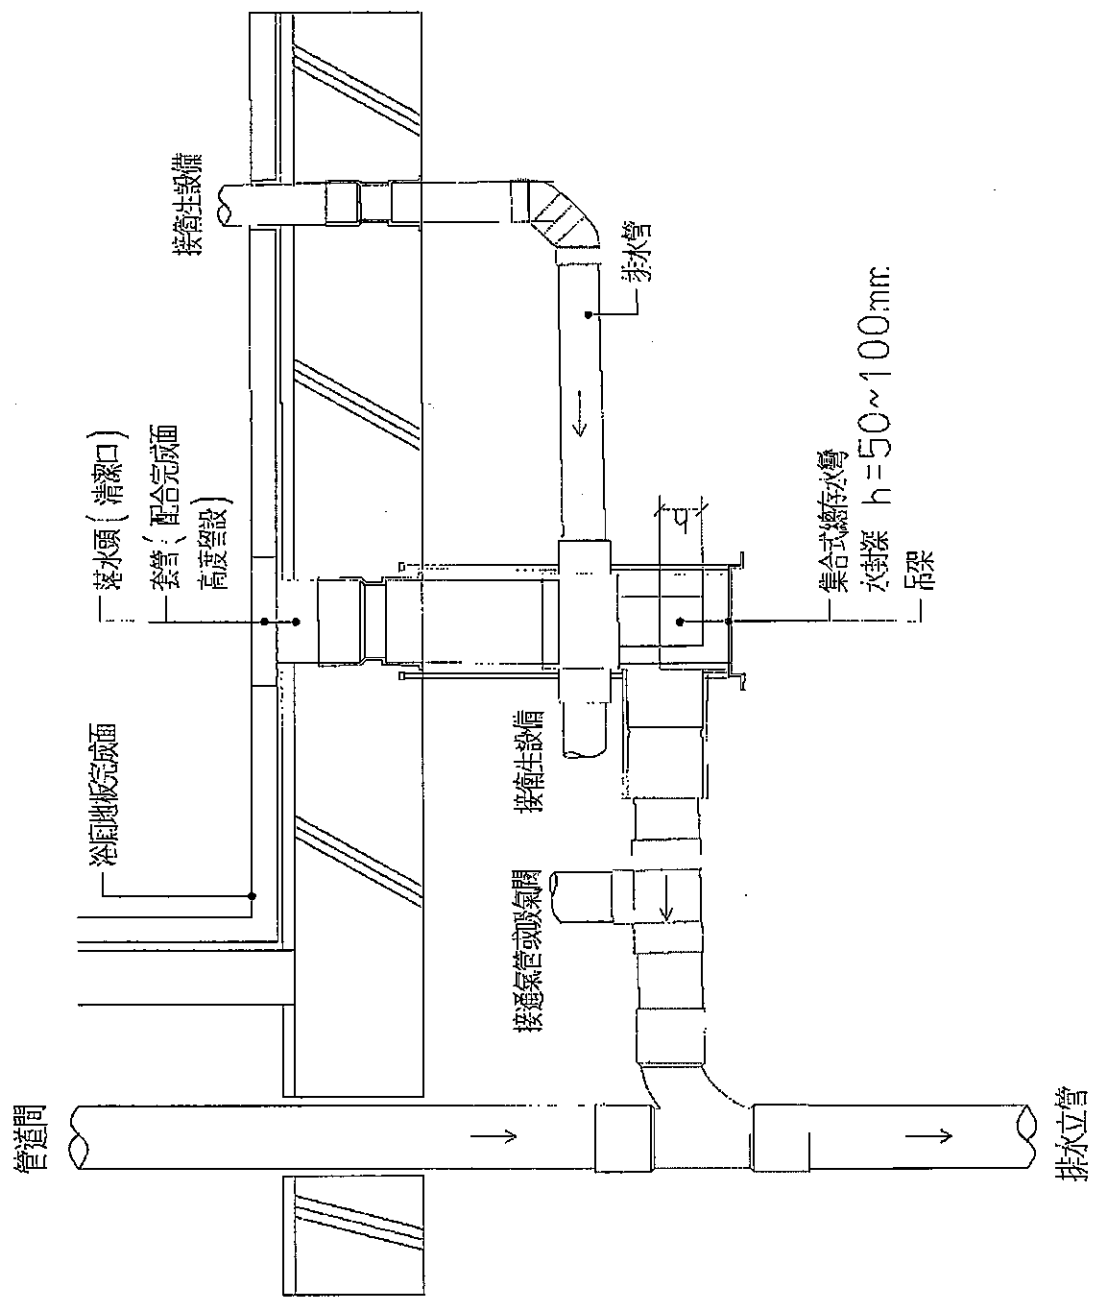 管道間
浴廁地板完成面
落水頭(清潔口)
套管(配合完成面
高度留設)
接衛生設備
接通氣管或吸氣閥
接衛生設備
排水管
h
集合式總存水彎
水封深 h=50~100mm
吊架
排水立管